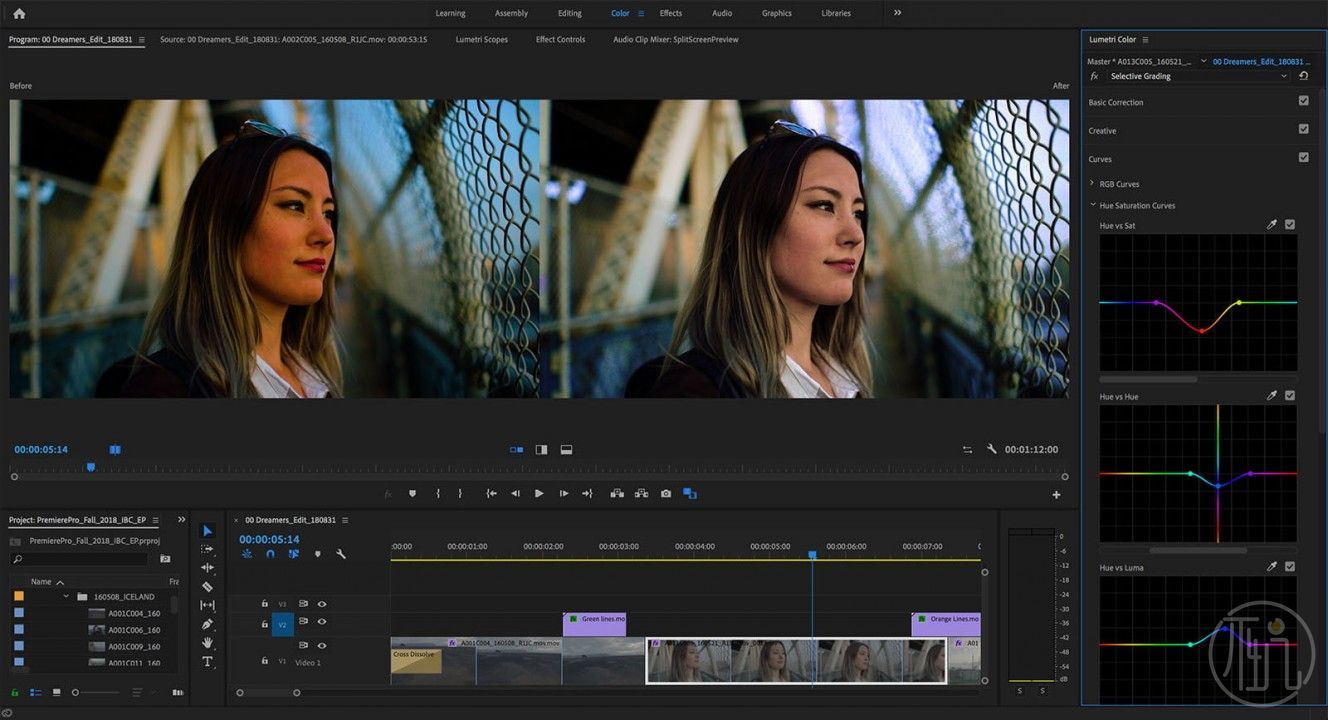 Learning Assembly Editing Color Effects Audio Graphics Libraries
Program: 00 Dreamers_Edit_180831 Source: 00 Dreamers_Edit_180831: A002C005_160508_R1JC.mov: 00:00:53:15 Lumetri Scopes Effect Controls Audio Clip Mixer: SplitScreenPreview
Before After
00:00:05:14 00:01:12:00
Lumetri Color
Master * A013C005_160521_... 00 Dreamers_Edit_180831 ...
fx Selective Grading
Basic Correction
Creative
Curves
RGB Curves
Hue Saturation Curves
Hue vs Sat
Hue vs Hue
Hue vs Luma
Project: PremierePro_Fall_2018_IBC_EP
PremierePro_Fall_2018_IBC_EP.prproj
Name Fra
160508_ICELAND
A001C004_160
A001C006_160
A001C009_160
A001C011_160
× 00 Dreamers_Edit_180831
00:00:05:14
:00:00 00:00:01:00 00:00:02:00 00:00:03:00 00:00:04:00 00:00:05:00 00:00:06:00 00:00:07:00
V3
V2 Green lines.mo Orange Lines.mo
fx A001C004_160508_R1JC.mov.mov fx A01
Cross Dissolve
V1 Video 1
0
-6
-12
-18
-24
-30
-36
-42
-48
-54
dB
S S